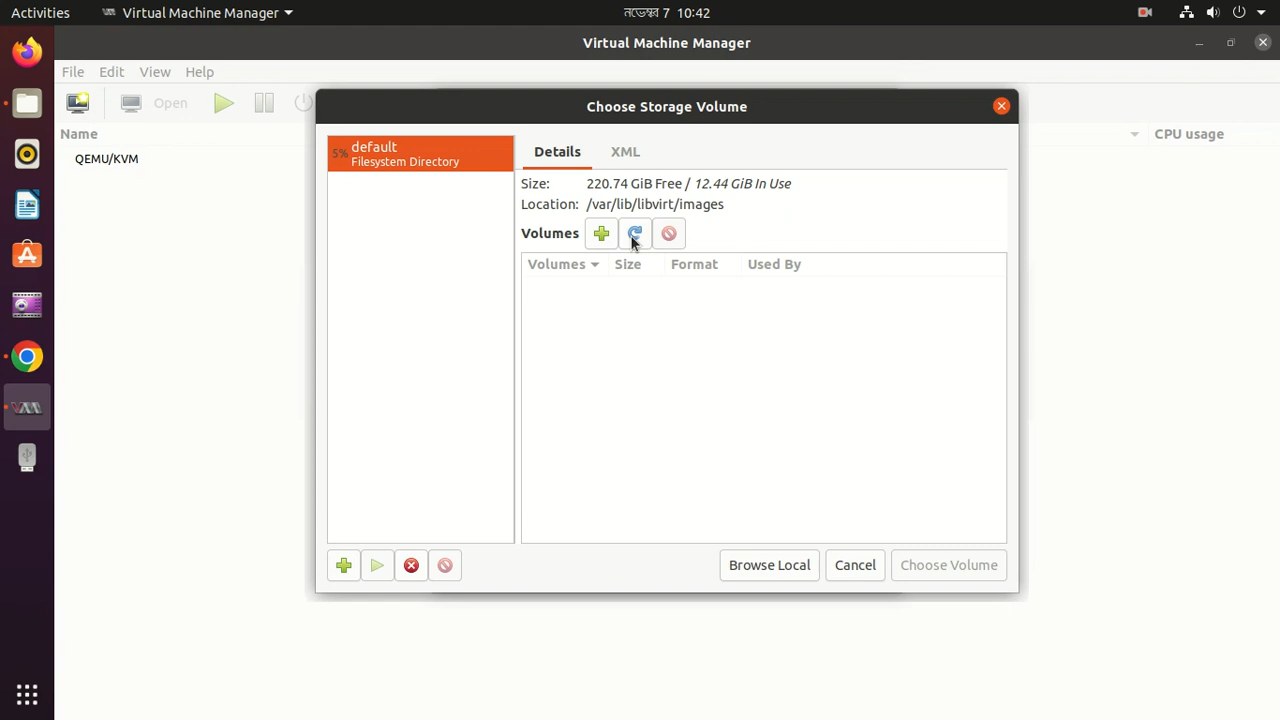 Activities Virtual Machine Manager নভেম্বর 7 10:42
Virtual Machine Manager
File Edit View Help
Open
Name CPU usage
QEMU/KVM
Choose Storage Volume
5% default
Filesystem Directory
Details XML
Size: 220.74 GiB Free / 12.44 GiB In Use
Location: /var/lib/libvirt/images
Volumes
Volumes Size Format Used By
Browse Local Cancel Choose Volume